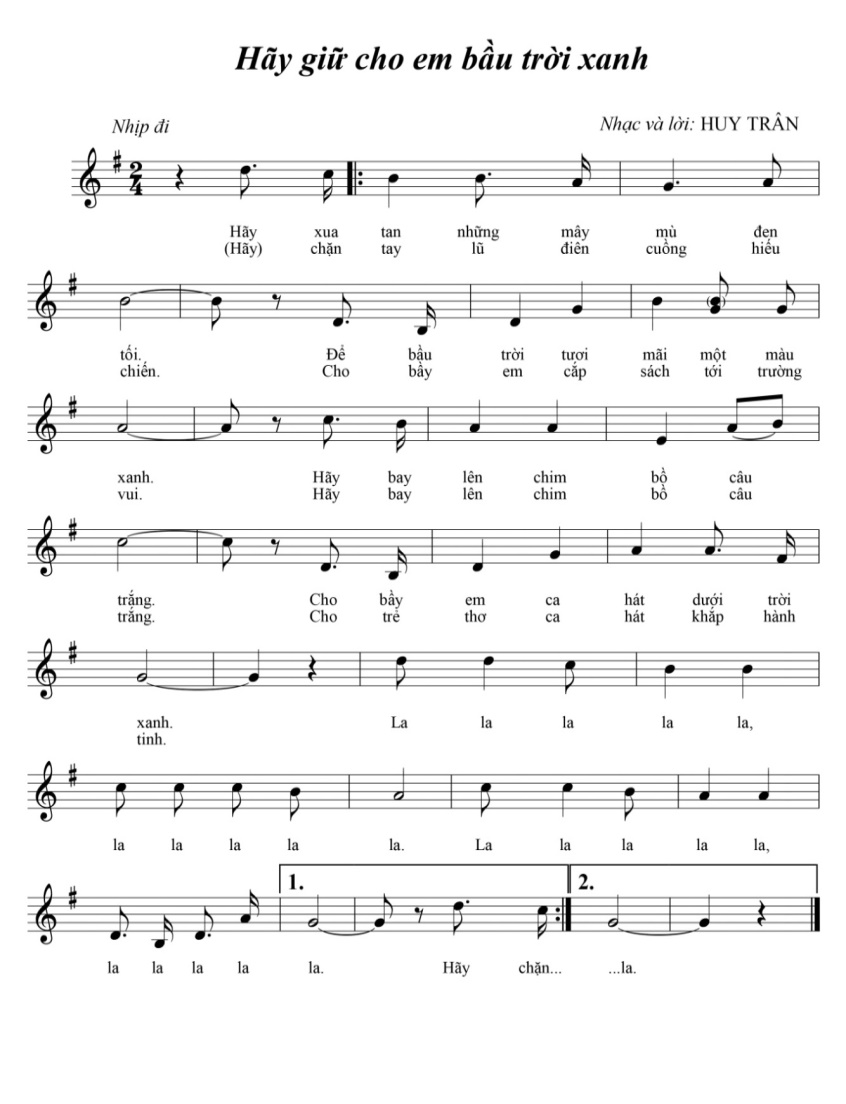 Hãy giữ cho em bầu trời xanh
Nhịp đi
Nhạc và lời: HUY TRÂN
2
4
Hãy xua tan những mây mù đen
(Hãy) chặn tay lũ điên cuồng hiếu
tối. Để bầu trời tươi mãi một màu
chiến. Cho bầy em cắp sách tới trường
xanh. Hãy bay lên chim bồ câu
vui. Hãy bay lên chim bồ câu
trắng. Cho bầy em ca hát dưới trời
trắng. Cho trẻ thơ ca hát khắp hành
xanh. La la la la la,
tinh.
la la la la la. La la la la la,
1. 2.
la la la la la. Hãy chặn... ...la.